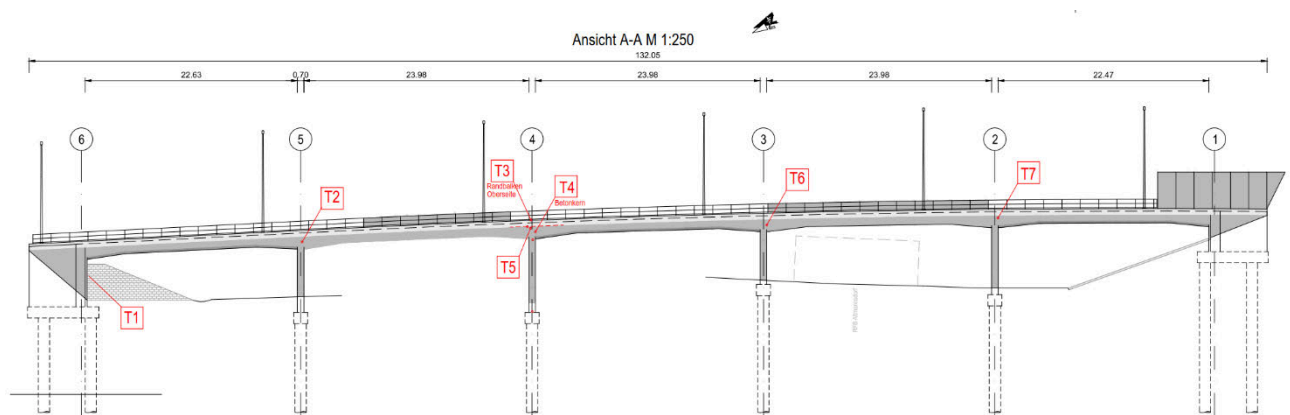 Ansicht A-A M 1:250
132.05
22.63
0.70
23.98
23.98
23.98
22.47
6
5
4
3
2
1
T3
Randbalken
Oberseite
T4
Betonkern
T2
T6
T7
T5
T1